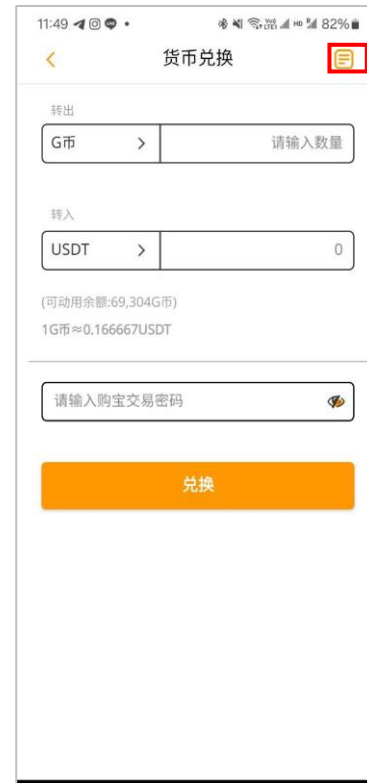 11:49 82%
货币兑换
转出
G币 > 请输入数量
转入
USDT > 0
(可动用余额:69,304G币)
1G币≈0.166667USDT
请输入购宝交易密码
兑换